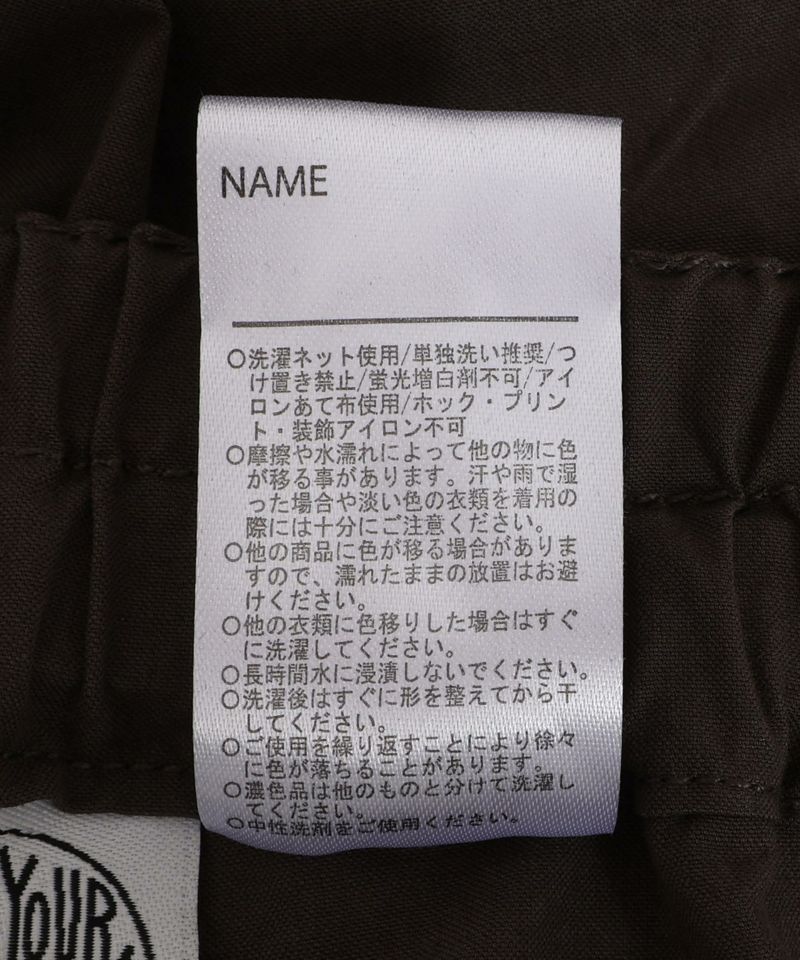 NAME
○洗濯ネット使用/単独洗い推奨/つ
け置き禁止/蛍光増白剤不可/アイ
ロンあて布使用/ホック・プリン
ト・装飾アイロン不可
○摩擦や水濡れによって他の物に色
が移る事があります。汗や雨で湿
った場合や淡い色の衣類を着用の
際には十分にご注意ください。
○他の商品に色が移る場合がありま
すので、濡れたままの放置はお避
けください。
○他の衣類に色移りした場合はすぐ
に洗濯してください。
○長時間水に浸漬しないでください。
○洗濯後はすぐに形を整えてから干
してください。
○ご使用を繰り返すことにより徐々
に色が落ちることがあります。
○濃色品は他のものと分けて洗濯し
てください。
○中性洗剤をご使用ください。
YOUR